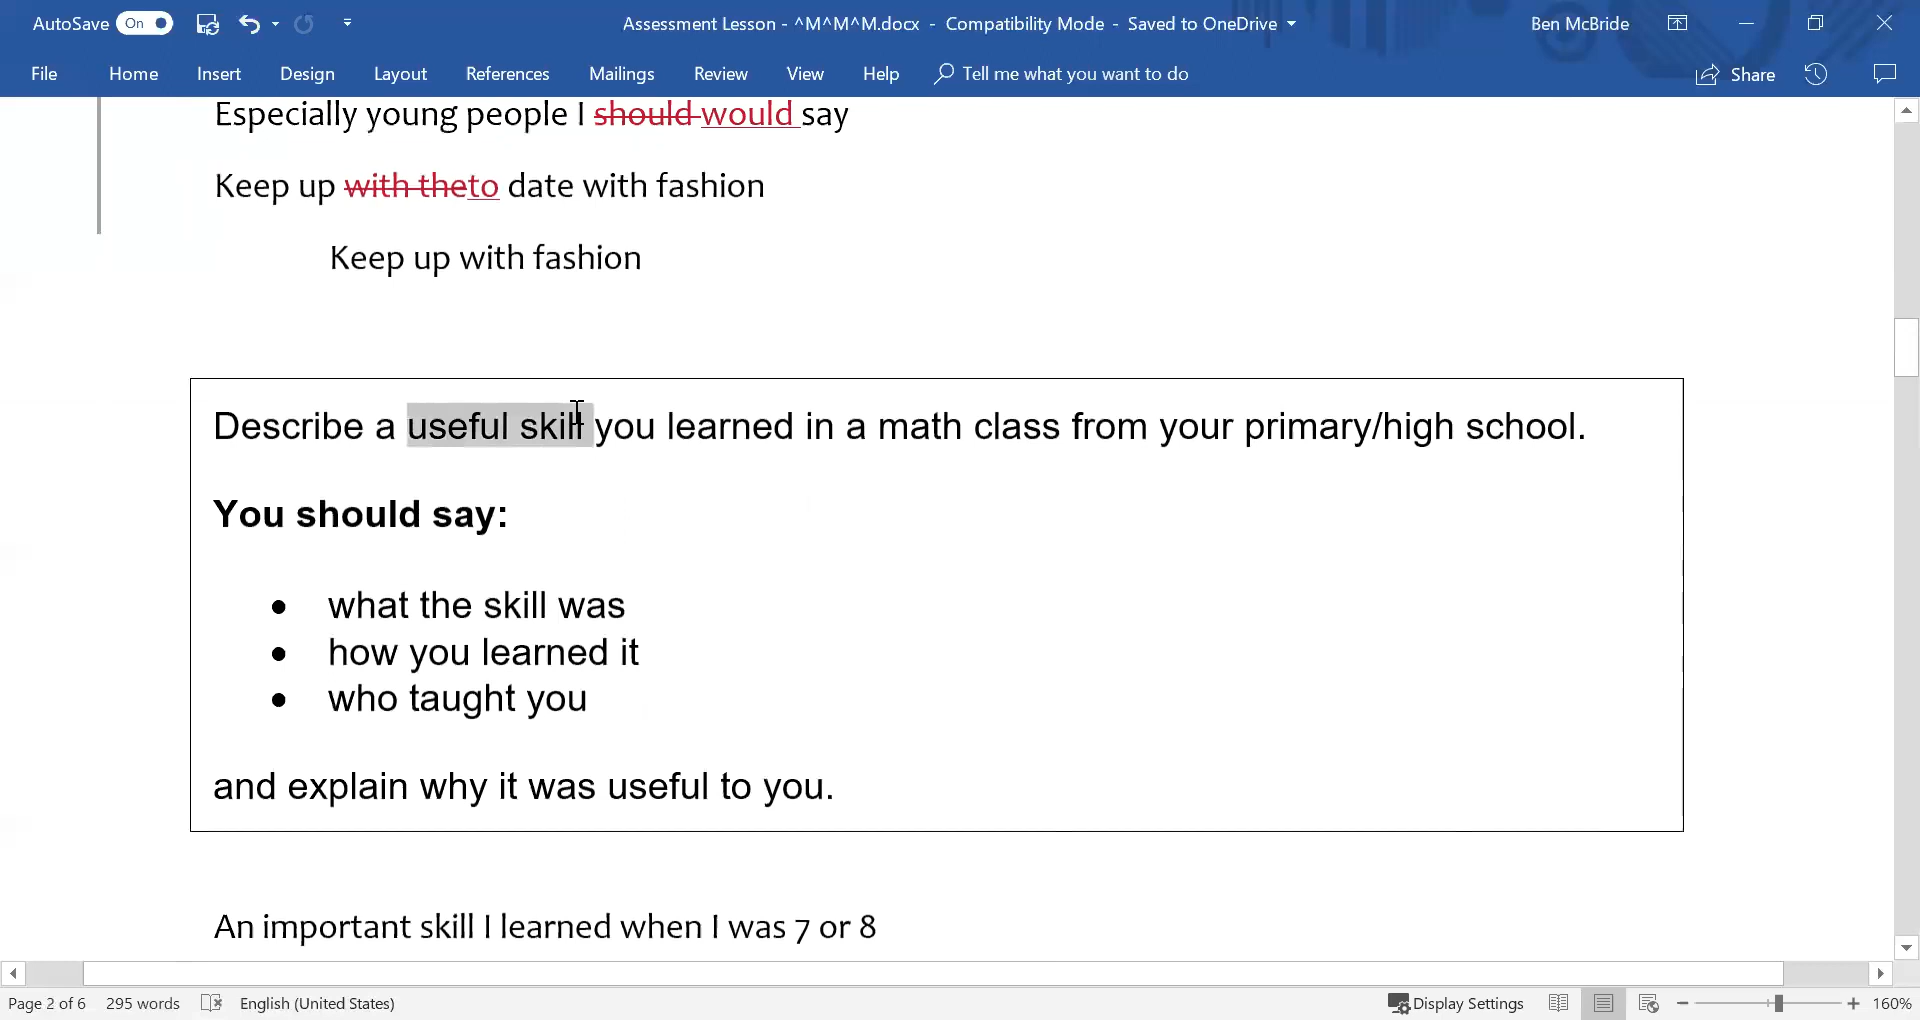 AutoSave On Assessment Lesson - ^M^M^M.docx - Compatibility Mode - Saved to OneDrive Ben McBride
File Home Insert Design Layout References Mailings Review View Help Tell me what you want to do Share
Especially young people I should would say
Keep up with theto date with fashion
Keep up with fashion
Describe a useful skill you learned in a math class from your primary/high school.
You should say:
• what the skill was
• how you learned it
• who taught you
and explain why it was useful to you.
An important skill I learned when I was 7 or 8
Page 2 of 6 295 words English (United States) Display Settings 160%